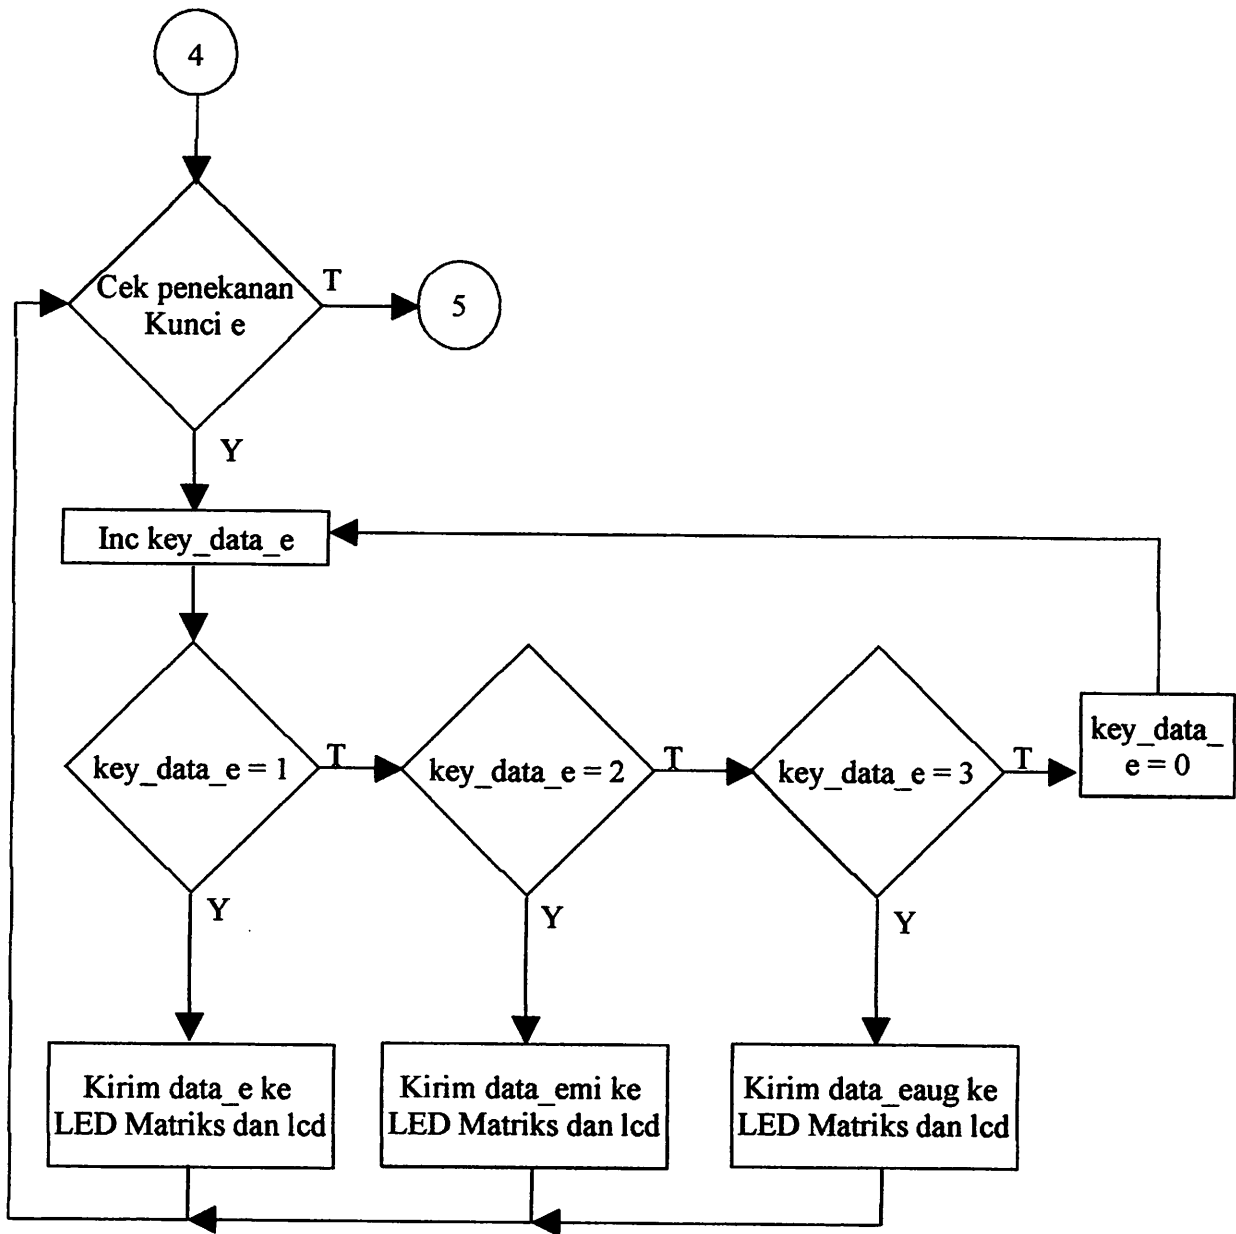 4
Cek penekanan
Kunci e
T
5
Y
Inc key_data_e
key_data_e = 1
T
key_data_e = 2
T
key_data_e = 3
T
key_data_
e = 0
Y
Y
Y
Kirim data_e ke
LED Matriks dan lcd
Kirim data_emi ke
LED Matriks dan lcd
Kirim data_eaug ke
LED Matriks dan lcd